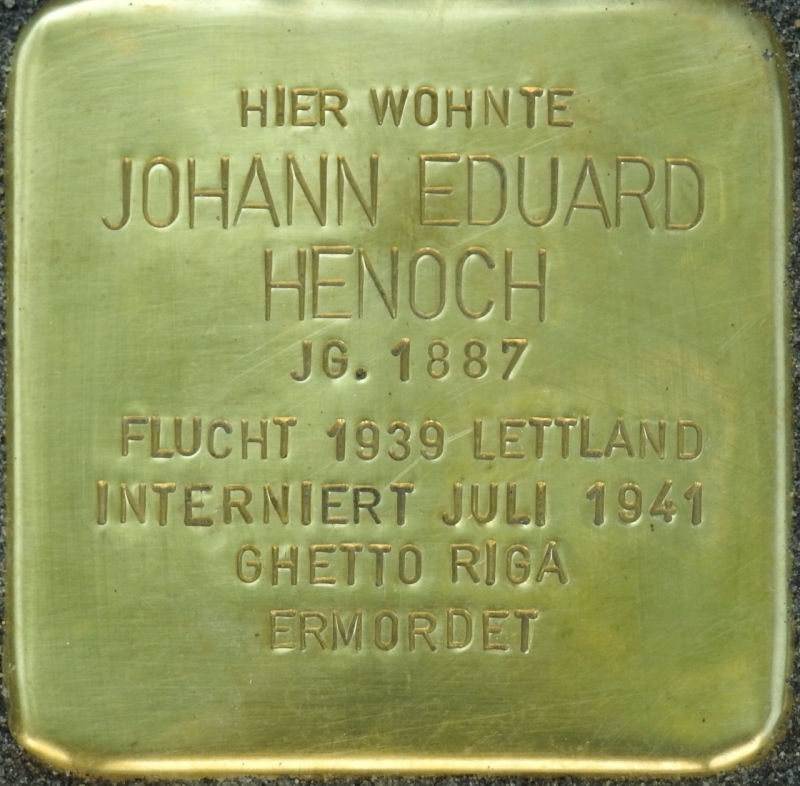 HIER WOHNTE
JOHANN EDUARD
HENOCH
JG. 1887
FLUCHT 1939 LETTLAND
INTERNIERT JULI 1941
GHETTO RIGA
ERMORDET